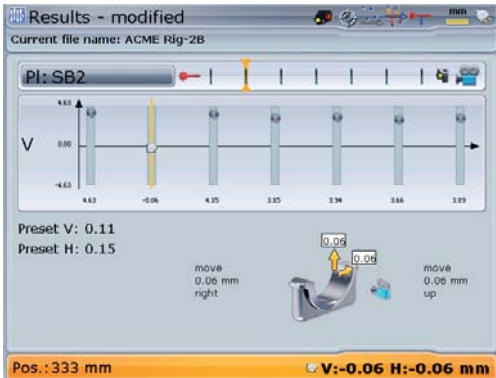 Results - modified
mm
Current file name: ACME Rig-2B
Pl: SB2
4.63
V
0.00
-4.63
4.63 -0.06 4.35 3.85 3.94 3.66 3.89
Preset V: 0.11
Preset H: 0.15
0.06
0.06
move
0.06 mm
right
move
0.06 mm
up
Pos.:333 mm
V:-0.06 H:-0.06 mm